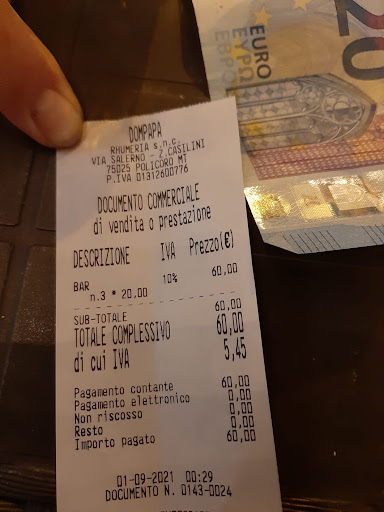 DOMPAPA
RHUMERIA s.n.c.
VIA SALERNO - Z.CASILINI
75025 POLICORO MT
P.IVA 01312600776
DOCUMENTO COMMERCIALE
di vendita o prestazione
DESCRIZIONE IVA Prezzo(€)
BAR 10% 60,00
n.3 * 20,00
SUB-TOTALE 60,00
TOTALE COMPLESSIVO 60,00
di cui IVA 5,45
Pagamento contante 60,00
Pagamento elettronico 0,00
Non riscosso 0,00
Resto 0,00
Importo pagato 60,00
01-09-2021 00:29
DOCUMENTO N. 0143-0024
20
EURO
ΕΥΡΩ
ЕВРО